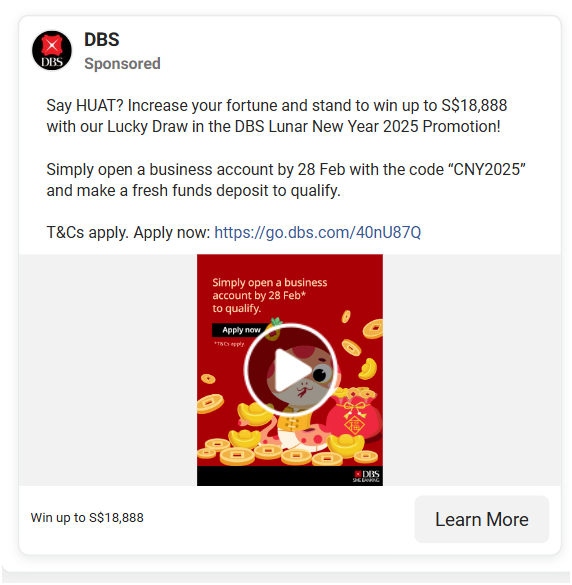 DBS
Sponsored
DBS
Say HUAT? Increase your fortune and stand to win up to S$18,888
with our Lucky Draw in the DBS Lunar New Year 2025 Promotion!
Simply open a business account by 28 Feb with the code “CNY2025”
and make a fresh funds deposit to qualify.
T&Cs apply. Apply now: https://go.dbs.com/40nU87Q
Simply open a business
account by 28 Feb*
to qualify.
Apply now
*T&Cs apply
福
DBS
SME BANKING
Win up to S$18,888
Learn More